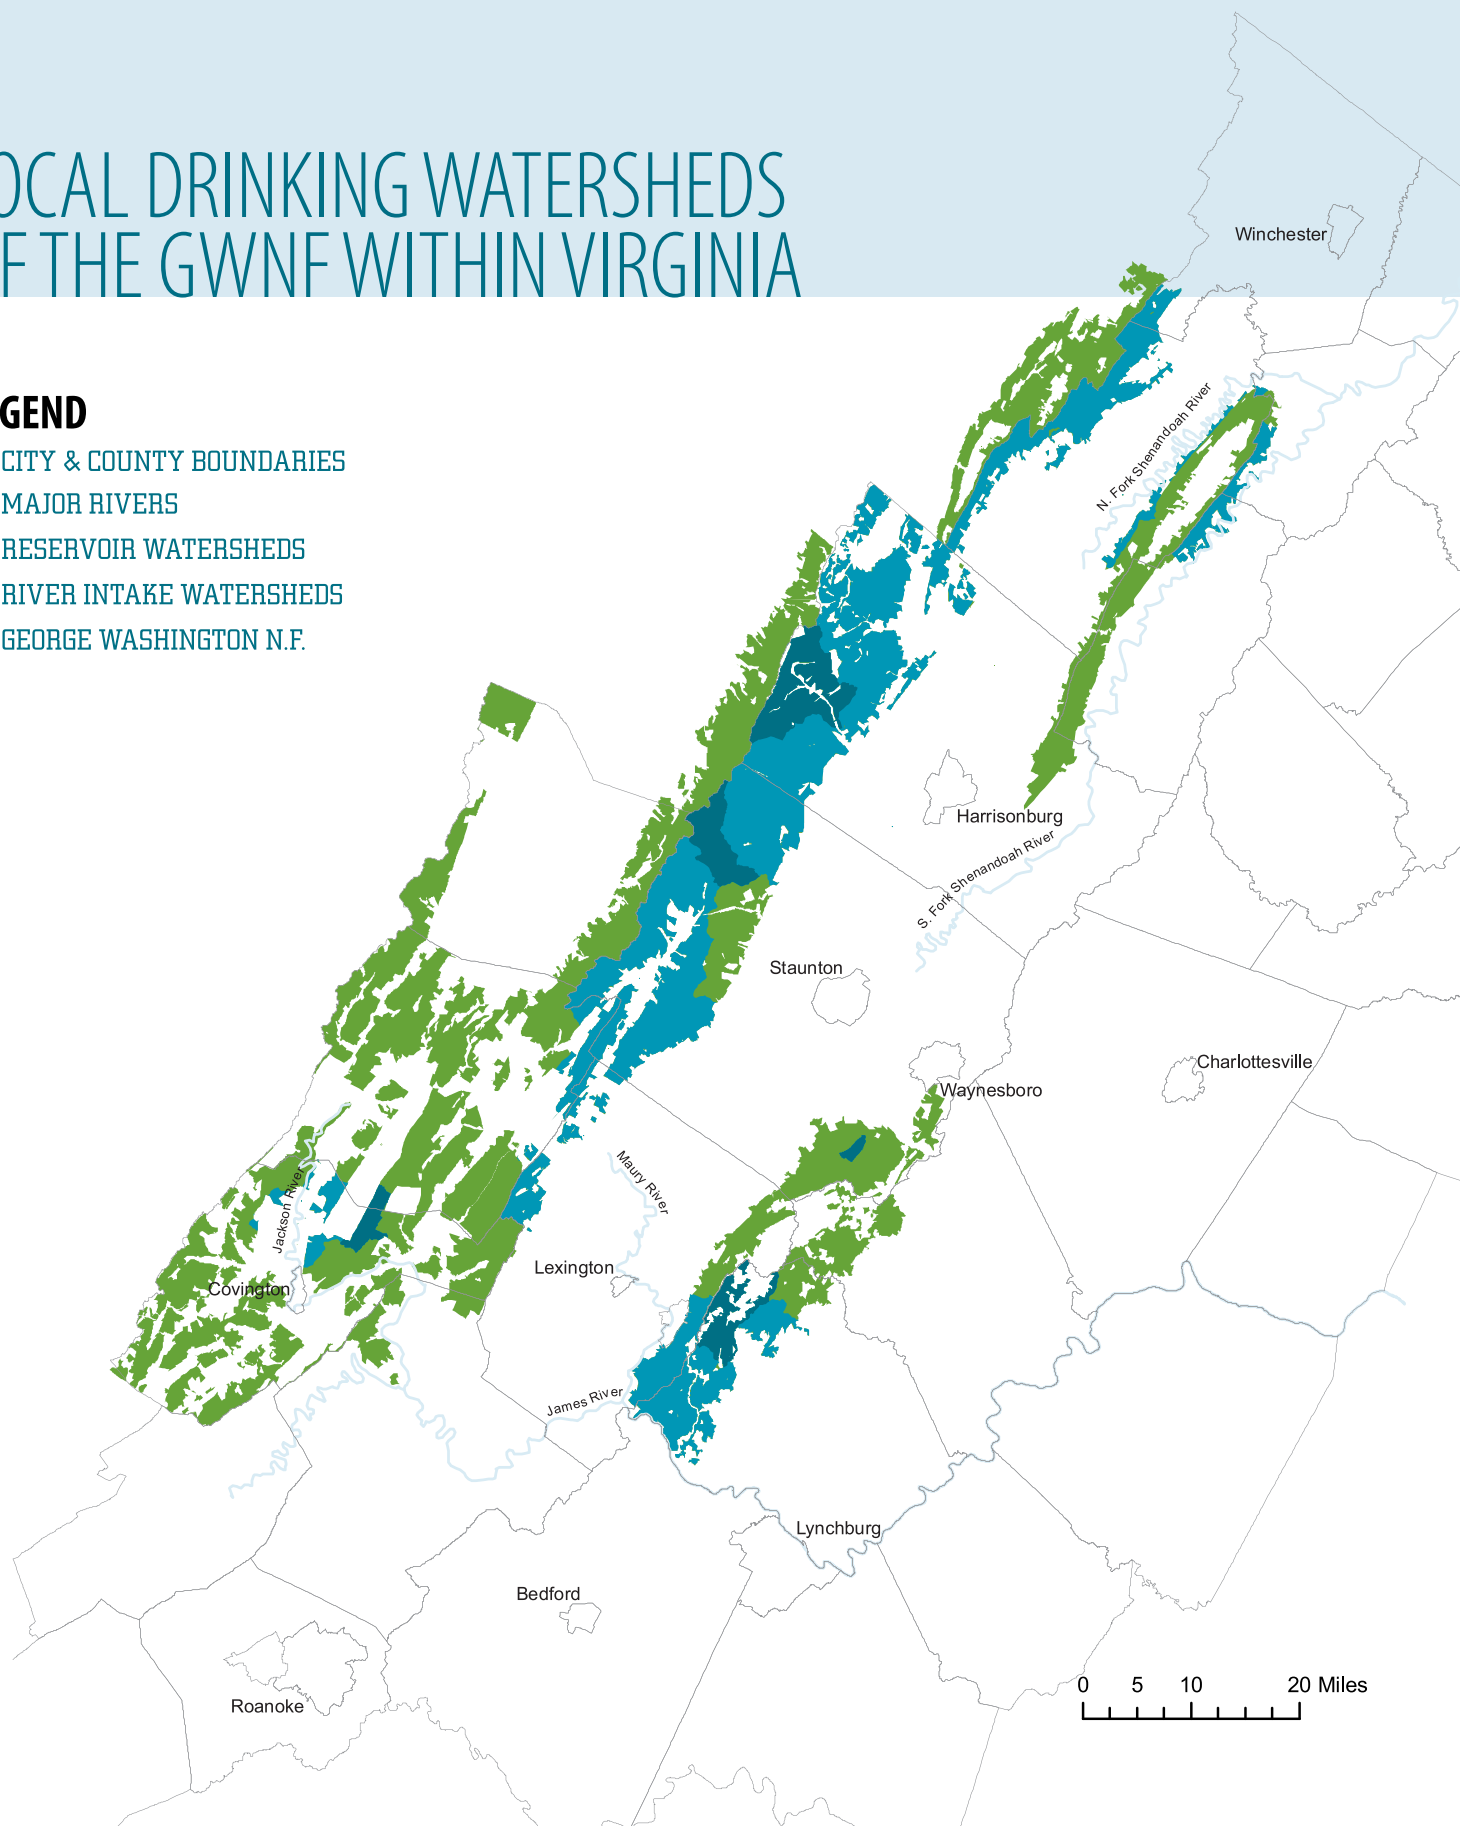 OCAL DRINKING WATERSHEDS
F THE GWNF WITHIN VIRGINIA
GEND
CITY & COUNTY BOUNDARIES
MAJOR RIVERS
RESERVOIR WATERSHEDS
RIVER INTAKE WATERSHEDS
GEORGE WASHINGTON N.F.
Winchester
N. Fork Shenandoah River
Harrisonburg
S. Fork Shenandoah River
Staunton
Charlottesville
Waynesboro
Maury River
Jackson River
Lexington
Covington
James River
Lynchburg
Bedford
Roanoke
0 5 10 20 Miles